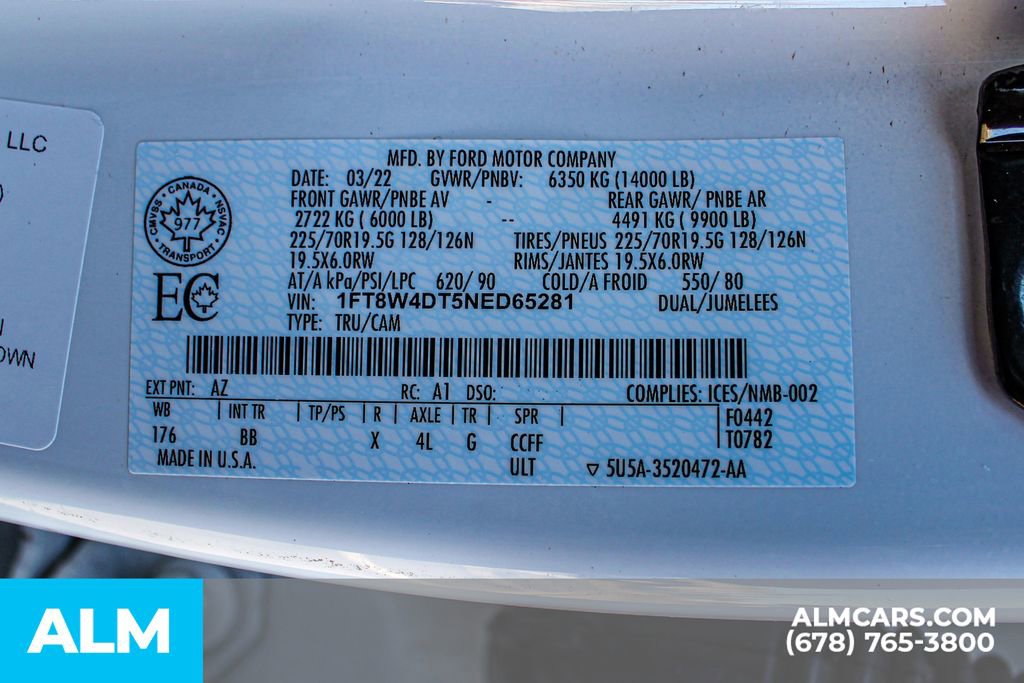 LLC
)
N
OWN
MFD. BY FORD MOTOR COMPANY
DATE: 03/22 GVWR/PNBV: 6350 KG (14000 LB)
FRONT GAWR/PNBE AV - REAR GAWR/ PNBE AR
2722 KG ( 6000 LB) -- 4491 KG ( 9900 LB)
225/70R19.5G 128/126N TIRES/PNEUS 225/70R19.5G 128/126N
19.5X6.0RW RIMS/JANTES 19.5X6.0RW
AT/A kPa/PSI/LPC 620/ 90 COLD/A FROID 550/ 80
VIN: 1FT8W4DT5NED65281 DUAL/JUMELEES
TYPE: TRU/CAM
CANADA
CMVSS NSVAC
977
TRANSPORT
EC
EXT PNT: AZ RC: A1 DSO: COMPLIES: ICES/NMB-002
WB | INT TR | TP/PS | R | AXLE | TR | SPR | F0442
176 BB X 4L G CCFF T0782
MADE IN U.S.A. ULT ▽ 5U5A-3520472-AA
ALM
ALMCARS.COM
(678) 765-3800